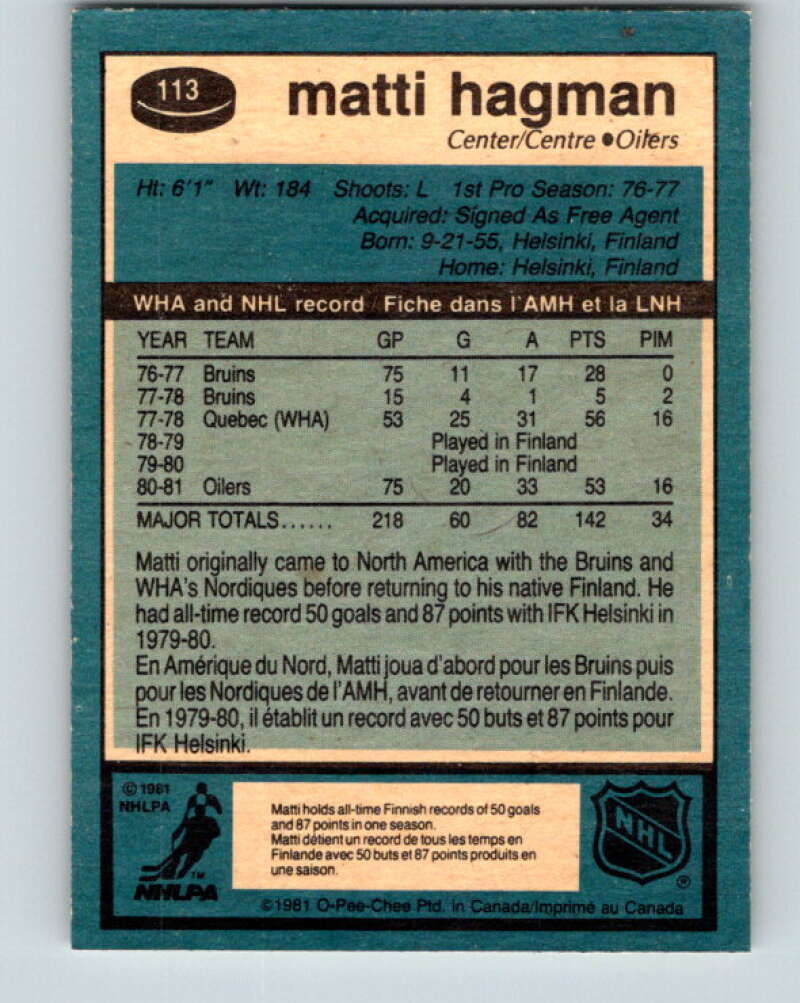 113
matti hagman
Center/Centre ●Oilers
Ht: 6'1" Wt: 184 Shoots: L 1st Pro Season: 76-77
Acquired: Signed As Free Agent
Born: 9-21-55, Helsinki, Finland
Home: Helsinki, Finland
WHA and NHL record / Fiche dans l'AMH et la LNH
YEAR TEAM GP G A PTS PIM
76-77 Bruins 75 11 17 28 0
77-78 Bruins 15 4 1 5 2
77-78 Quebec (WHA) 53 25 31 56 16
78-79 Played in Finland
79-80 Played in Finland
80-81 Oilers 75 20 33 53 16
MAJOR TOTALS...... 218 60 82 142 34
Matti originally came to North America with the Bruins and
WHA's Nordiques before returning to his native Finland. He
had all-time record 50 goals and 87 points with IFK Helsinki in
1979-80.
En Amérique du Nord, Matti joua d'abord pour les Bruins puis
pour les Nordiques de l'AMH, avant de retourner en Finlande.
En 1979-80, il établit un record avec 50 buts et 87 points pour
IFK Helsinki.
© 1981
NHLPA
TM
NHLPA
Matti holds all-time Finnish records of 50 goals
and 87 points in one season.
Matti détient un record de tous les temps en
Finlande avec 50 buts et 87 points produits en
une saison.
NHL
®
©1981 O-Pee-Chee Ptd. in Canada/Imprimé au Canada